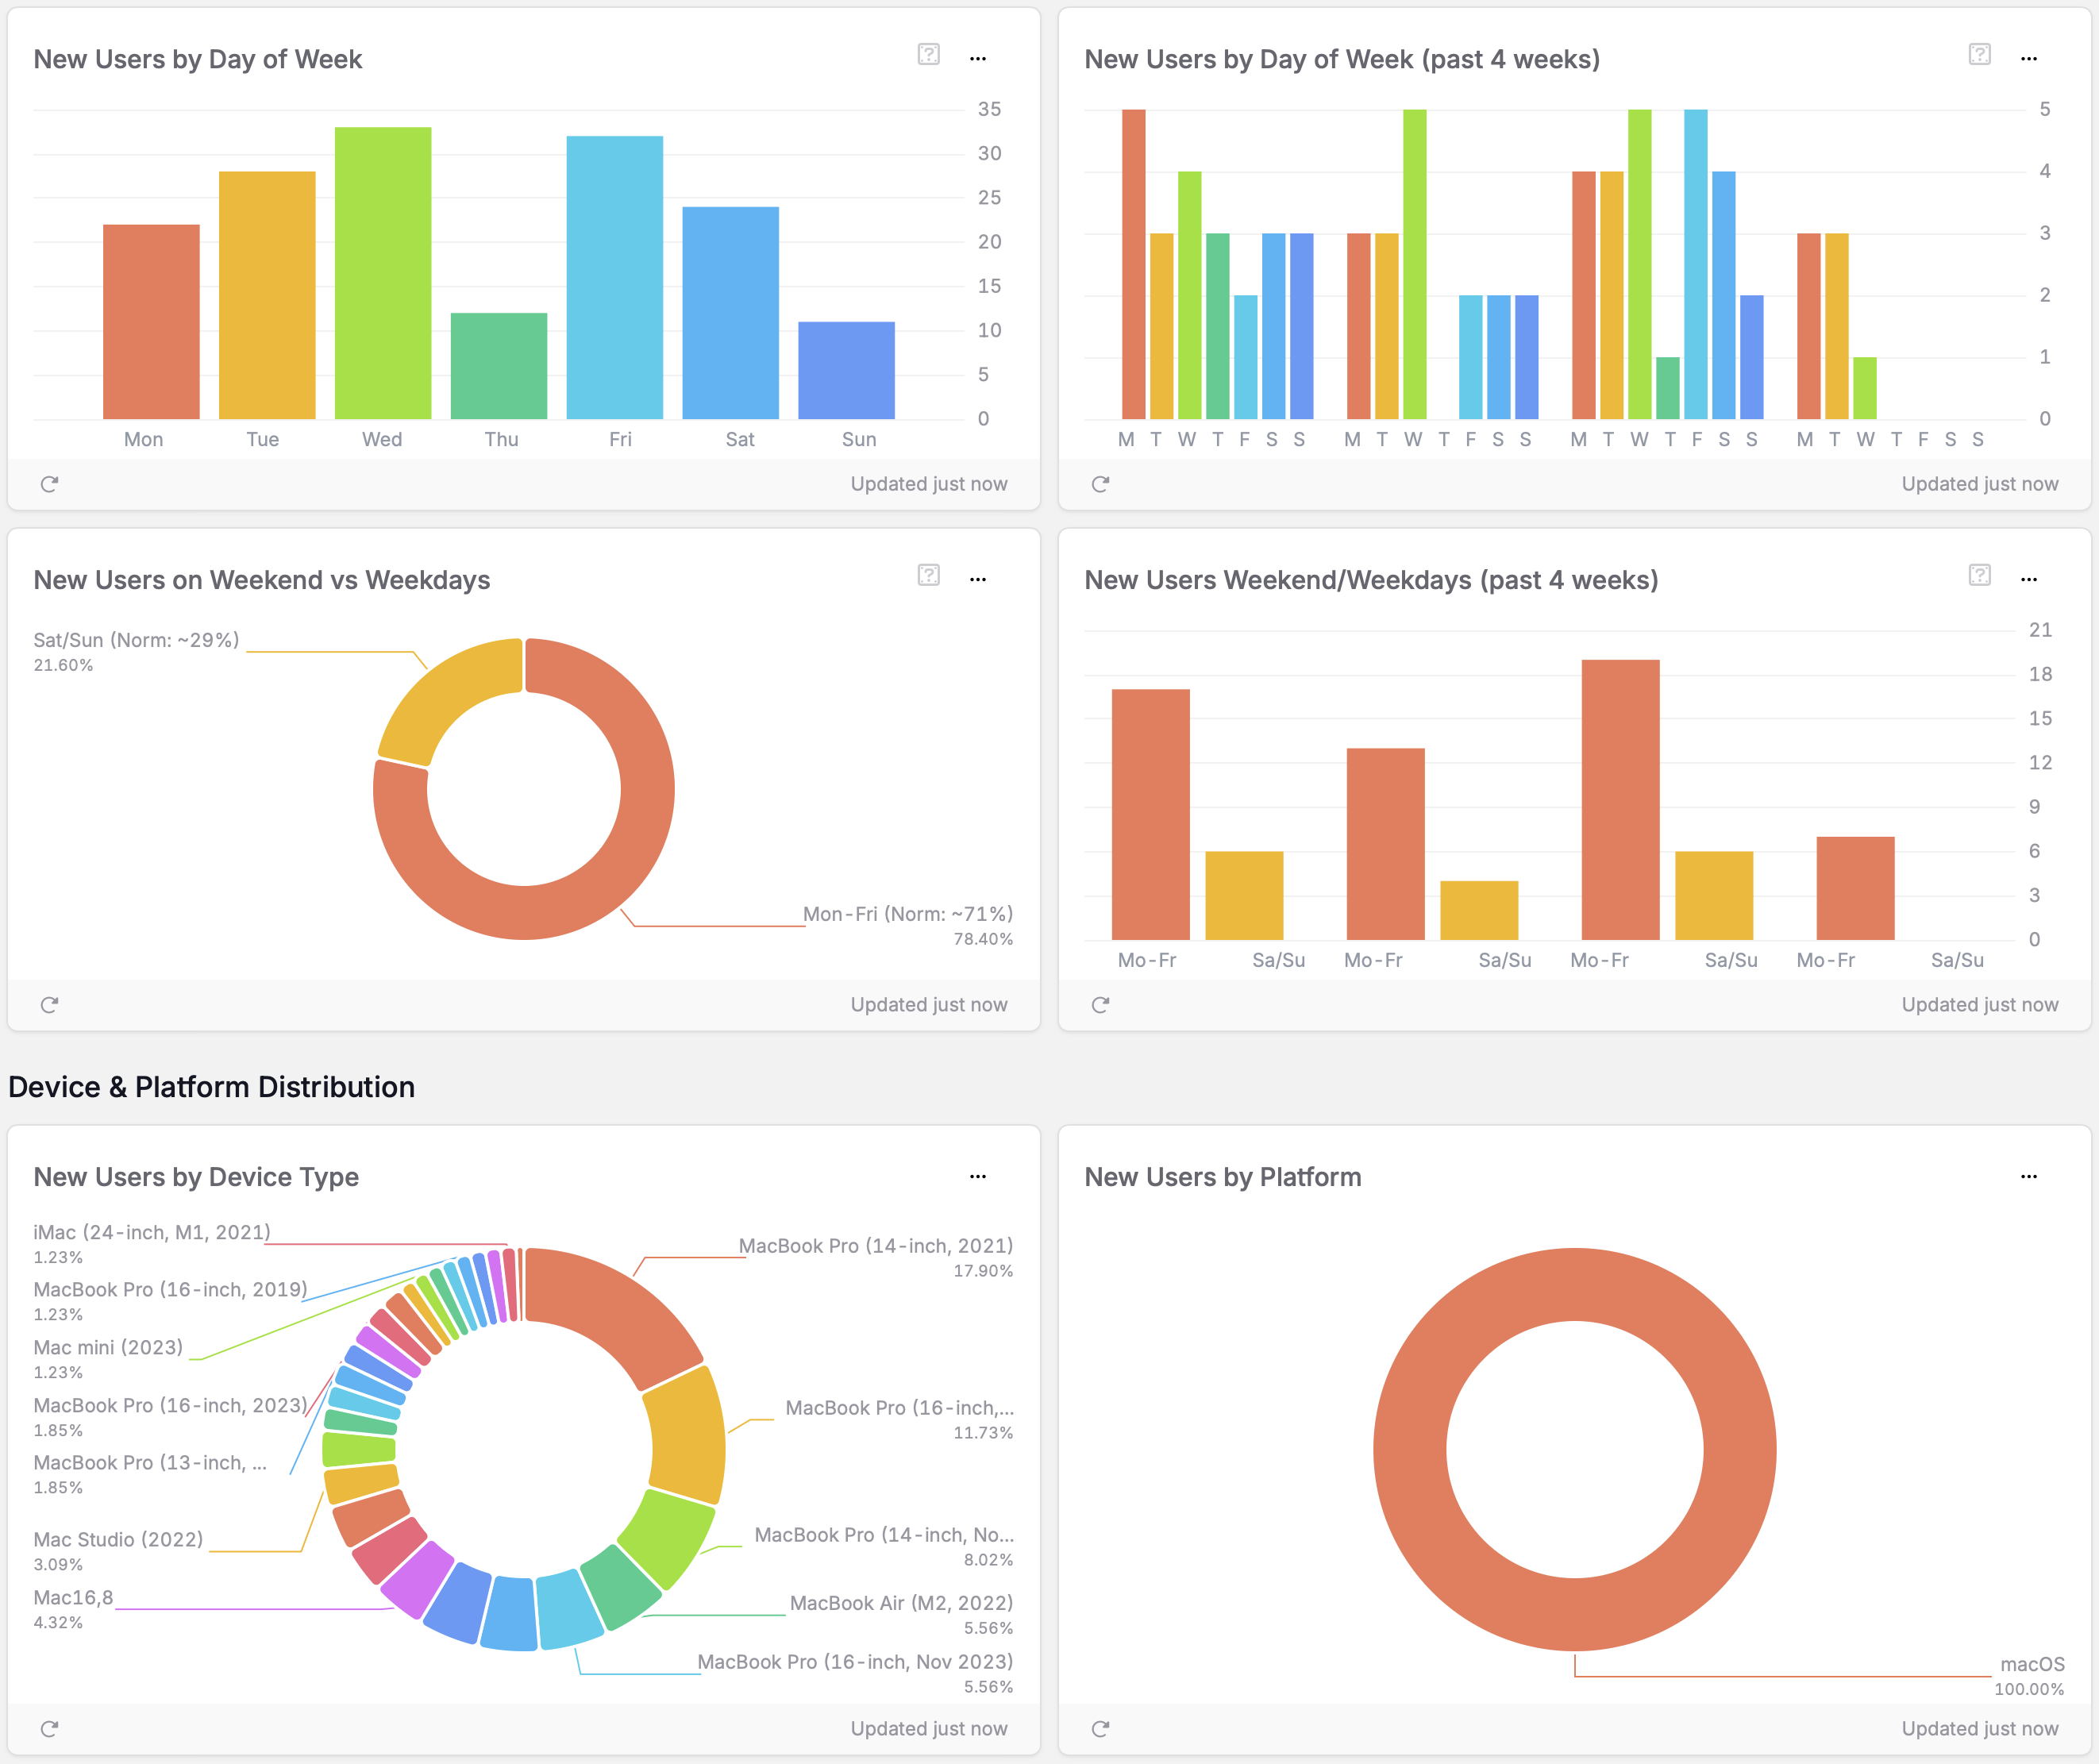 New Users by Day of Week
35
30
25
20
15
10
5
0
Mon Tue Wed Thu Fri Sat Sun
Updated just now
New Users by Day of Week (past 4 weeks)
5
4
3
2
1
0
M T W T F S S M T W T F S S M T W T F S S M T W T F S S
Updated just now
New Users on Weekend vs Weekdays
Sat/Sun (Norm: ~29%)
21.60%
Mon-Fri (Norm: ~71%)
78.40%
Updated just now
New Users Weekend/Weekdays (past 4 weeks)
21
18
15
12
9
6
3
0
Mo-Fr Sa/Su Mo-Fr Sa/Su Mo-Fr Sa/Su Mo-Fr Sa/Su
Updated just now
Device & Platform Distribution
New Users by Device Type
iMac (24-inch, M1, 2021)
1.23%
MacBook Pro (16-inch, 2019)
1.23%
Mac mini (2023)
1.23%
MacBook Pro (16-inch, 2023)
1.85%
MacBook Pro (13-inch, ...
1.85%
Mac Studio (2022)
3.09%
Mac16,8
4.32%
MacBook Pro (14-inch, 2021)
17.90%
MacBook Pro (16-inch,...
11.73%
MacBook Pro (14-inch, No...
8.02%
MacBook Air (M2, 2022)
5.56%
MacBook Pro (16-inch, Nov 2023)
5.56%
Updated just now
New Users by Platform
macOS
100.00%
Updated just now